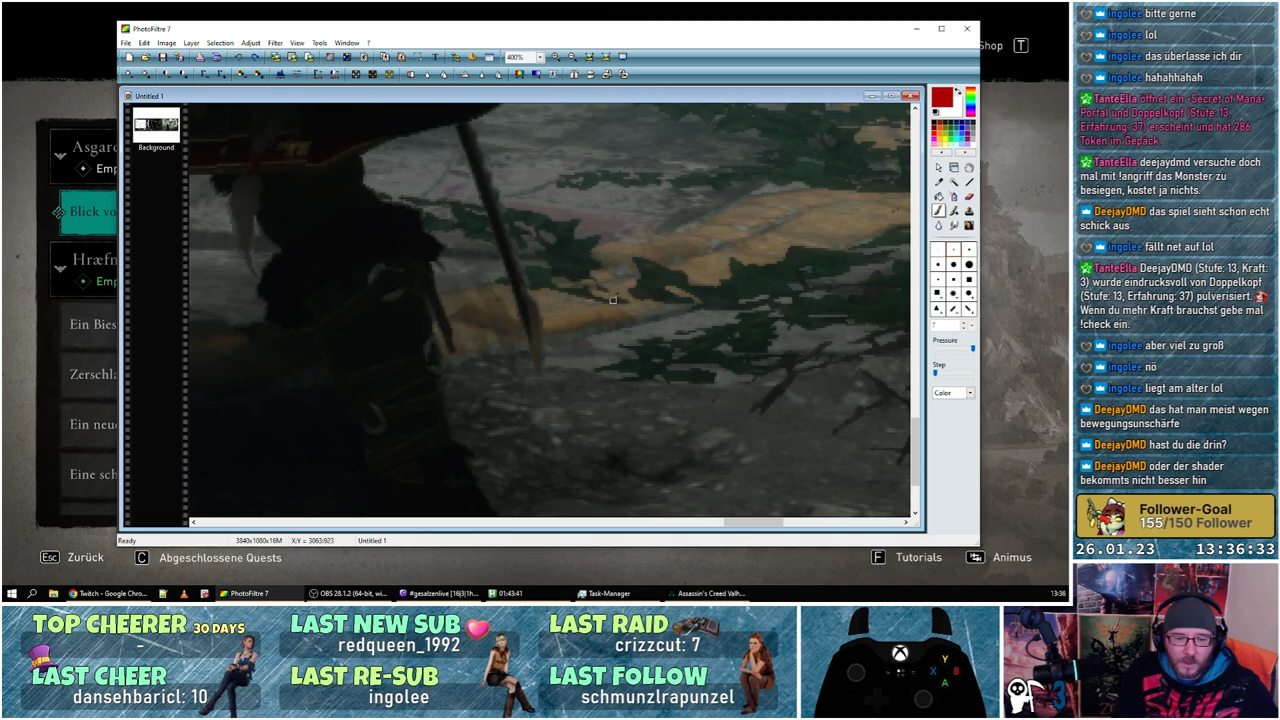 PhotoFiltre 7
File Edit Image Layer Selection Adjust Filter View Tools Window ?
400%
Untitled 1
Background
Shop T
Asgar
Emp
Blick vo
Hræfn
Emp
Ein Bies
Zerschla
Ein neue
Eine sch
7
Pressure
Step
Color
Ready 3840x1080x16M X:Y = 3063:923 Untitled 1
Esc Zurück C Abgeschlossene Quests F Tutorials Animus
Twitch - Google Chro... PhotoFiltre 7 OBS 28.1.2 (64-bit, wi... #gesalzenlive [16|3|1h... 01:43:41 Task-Manager Assassin's Creed Valh... 13:36
ingolee bitte gerne
ingolee lol
ingolee das überlasse ich dir
ingolee hahahhahah
TanteElla öffnet ein <Secret of Mana>
Portal und Doppelkopf (Stufe: 13,
Erfahrung: 37) erscheint und hat 286
Token im Gepäck
TanteElla deejaydmd versuche doch
mal mit !angriff das Monster zu
besiegen, kostet ja nichts.
DeejayDMD das spiel sieht schon echt
schick aus
ingolee fällt net auf lol
TanteElla DeejayDMD (Stufe: 13, Kraft:
3) wurde eindrucksvoll von Doppelkopf
(Stufe: 13, Erfahrung: 37) pulverisiert.
Wenn du mehr Kraft brauchst gebe mal
!check ein.
ingolee aber viel zu groß
ingolee nö
ingolee liegt am alter lol
DeejayDMD das hat man meist wegen
bewegungsunschärfe
DeejayDMD hast du die drin?
DeejayDMD oder der shader
bekommts nicht besser hin
Follower-Goal
155/150 Follower
26.01.23 13:36:33
TOP CHEERER 30 DAYS
-
LAST CHEER
dansehbaricl: 10
LAST NEW SUB
redqueen_1992
LAST RE-SUB
ingolee
LAST RAID
crizzcut: 7
LAST FOLLOW
schmunzlrapunzel
Y
X B
A